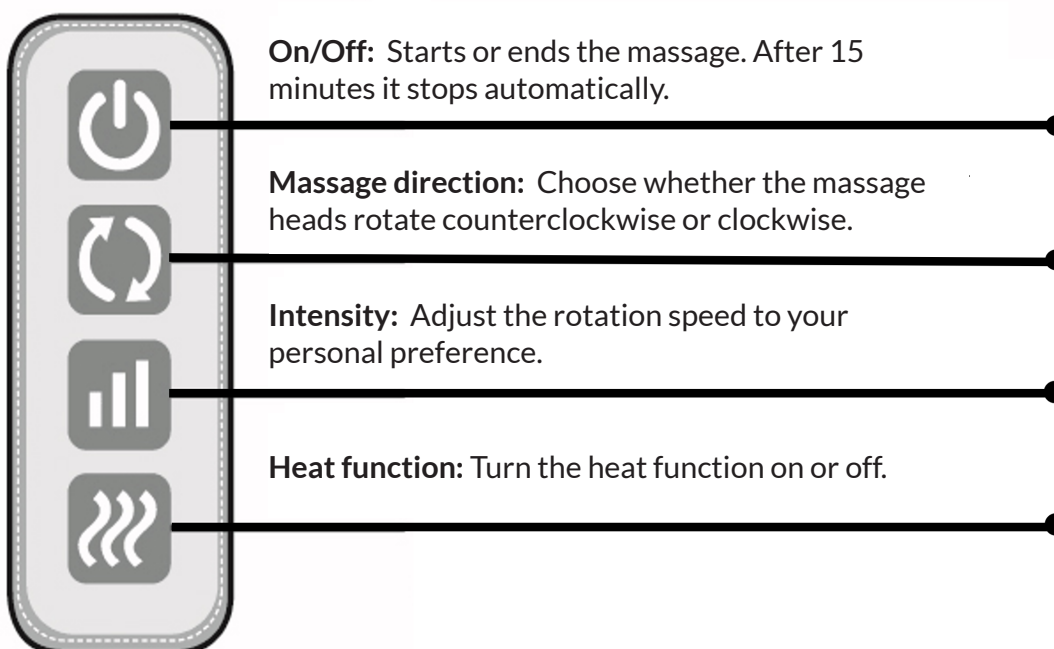 On/Off: Starts or ends the massage. After 15
minutes it stops automatically.
Massage direction: Choose whether the massage
heads rotate counterclockwise or clockwise.
Intensity: Adjust the rotation speed to your
personal preference.
Heat function: Turn the heat function on or off.